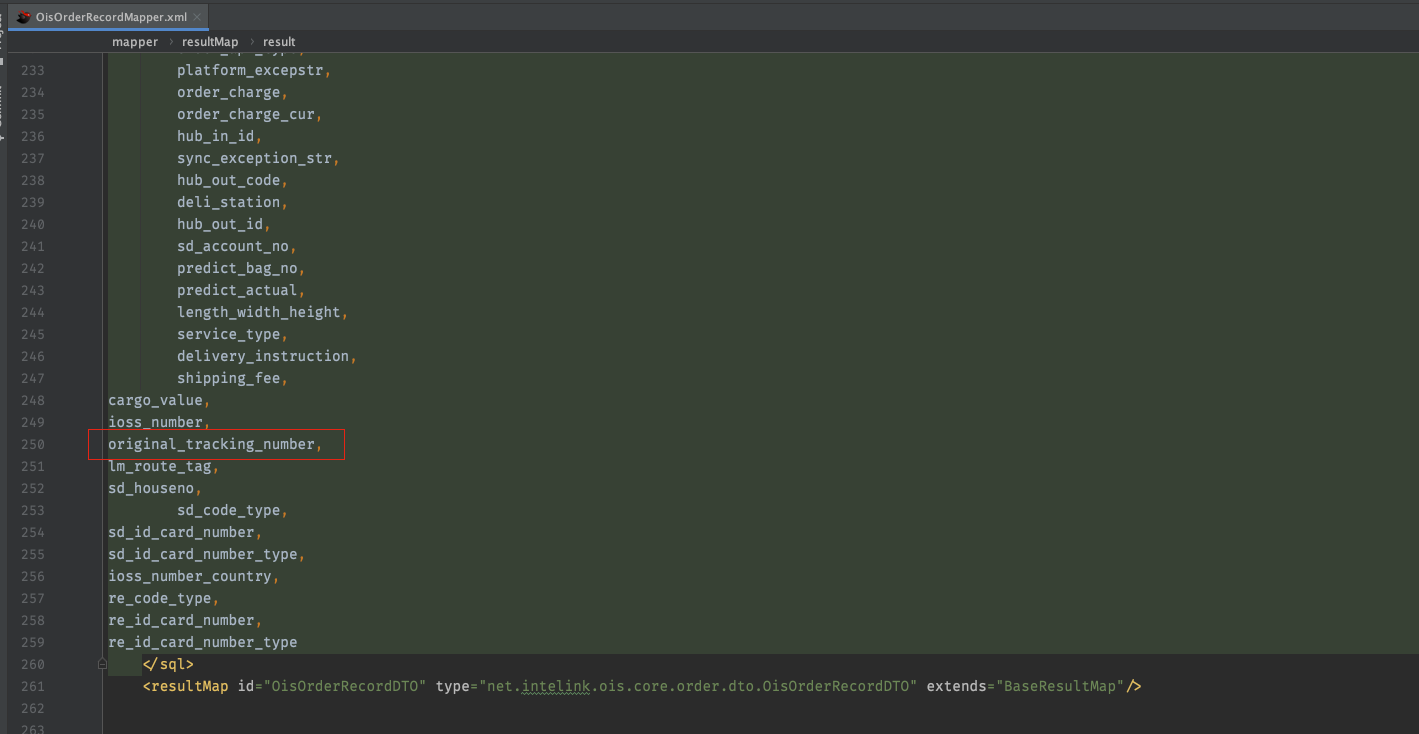 OisOrderRecordMapper.xml ×
mapper › resultMap › result
233 platform_excepstr,
234 order_charge,
235 order_charge_cur,
236 hub_in_id,
237 sync_exception_str,
238 hub_out_code,
239 deli_station,
240 hub_out_id,
241 sd_account_no,
242 predict_bag_no,
243 predict_actual,
244 length_width_height,
245 service_type,
246 delivery_instruction,
247 shipping_fee,
248 cargo_value,
249 ioss_number,
250 original_tracking_number,
251 lm_route_tag,
252 sd_houseno,
253 sd_code_type,
254 sd_id_card_number,
255 sd_id_card_number_type,
256 ioss_number_country,
257 re_code_type,
258 re_id_card_number,
259 re_id_card_number_type
260 </sql>
261 <resultMap id="OisOrderRecordDTO" type="net.intelink.ois.core.order.dto.OisOrderRecordDTO" extends="BaseResultMap"/>
262
263